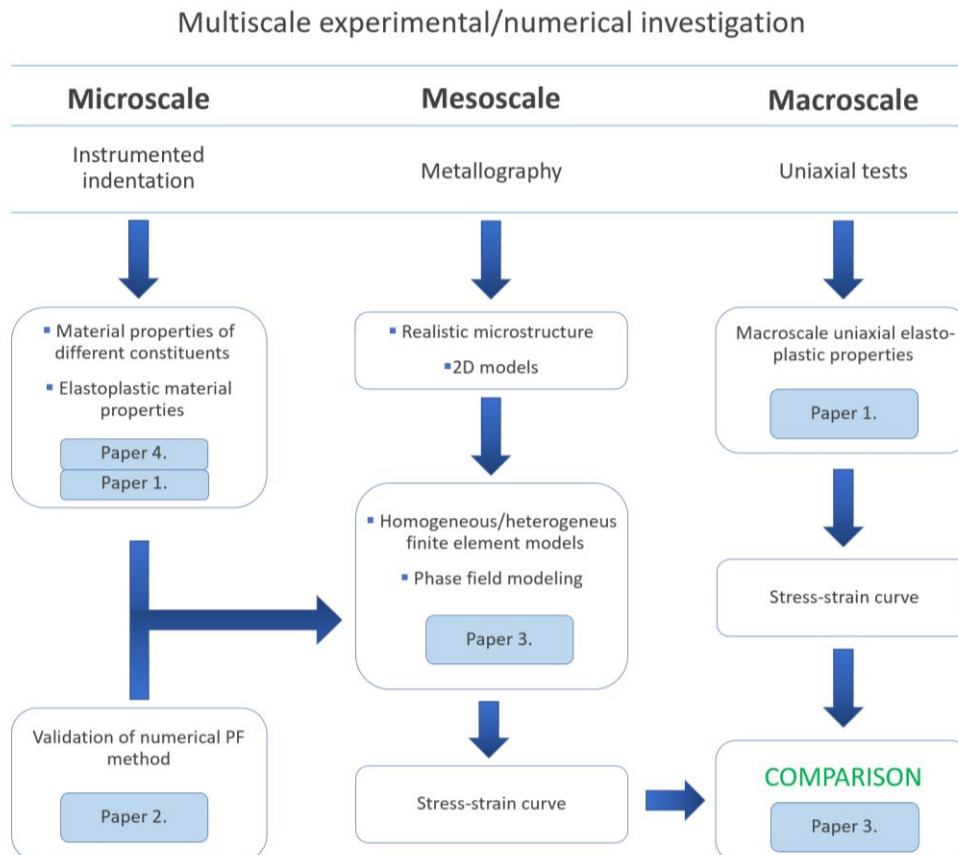 Multiscale experimental/numerical investigation
Microscale
Mesoscale
Macroscale
Instrumented
indentation
Metallography
Uniaxial tests
▪ Material properties of
different constituents
▪ Elastoplastic material
properties
Paper 4.
Paper 1.
▪ Realistic microstructure
▪2D models
Macroscale uniaxial elasto-
plastic properties
Paper 1.
▪ Homogeneous/heterogeneus
finite element models
▪ Phase field modeling
Paper 3.
Stress-strain curve
Validation of numerical PF
method
Paper 2.
Stress-strain curve
COMPARISON
Paper 3.